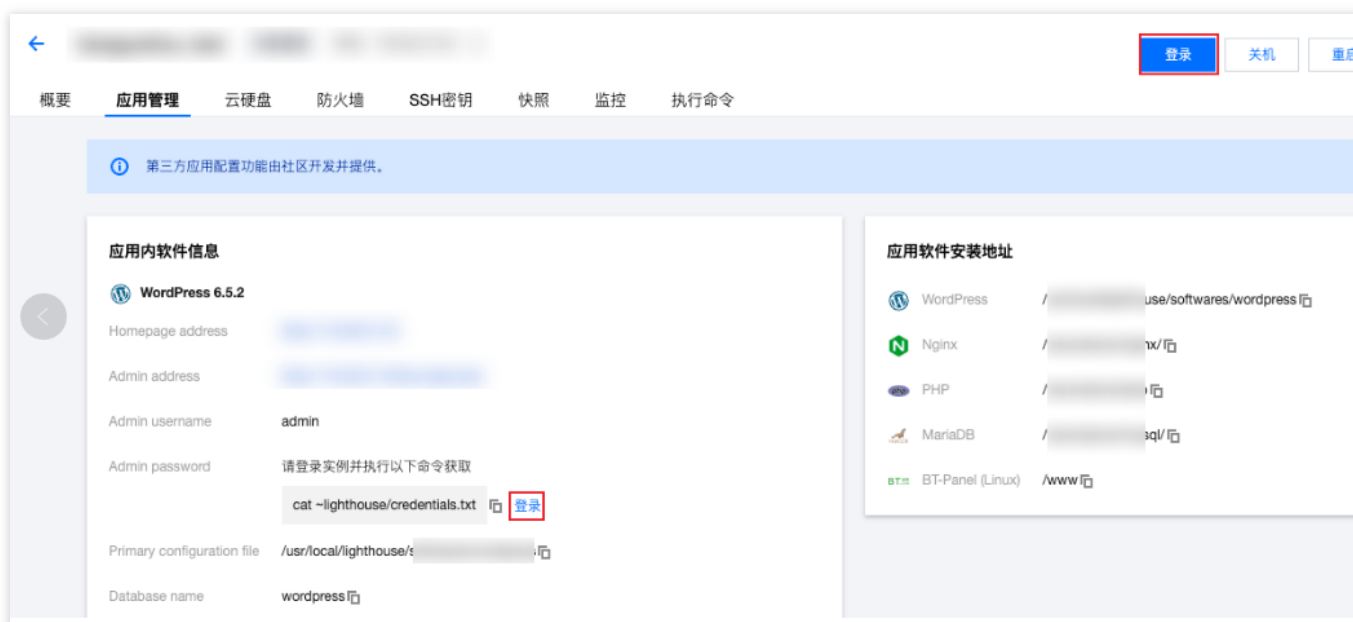 登录
关机
重启
概要
应用管理
云硬盘
防火墙
SSH密钥
快照
监控
执行命令
第三方应用配置功能由社区开发并提供。
应用内软件信息
WordPress 6.5.2
Homepage address
Admin address
Admin username admin
Admin password 请登录实例并执行以下命令获取
cat ~lighthouse/credentials.txt 登录
Primary configuration file /usr/local/lighthouse/s
Database name wordpress
应用软件安装地址
WordPress / use/softwares/wordpress
Nginx / nx/
PHP /
MariaDB / sql/
BT-Panel (Linux) /www